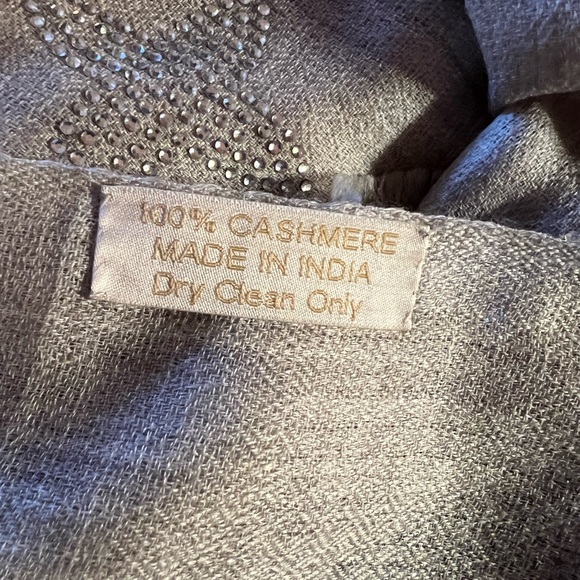 100% CASHMERE
MADE IN INDIA
Dry Clean Only